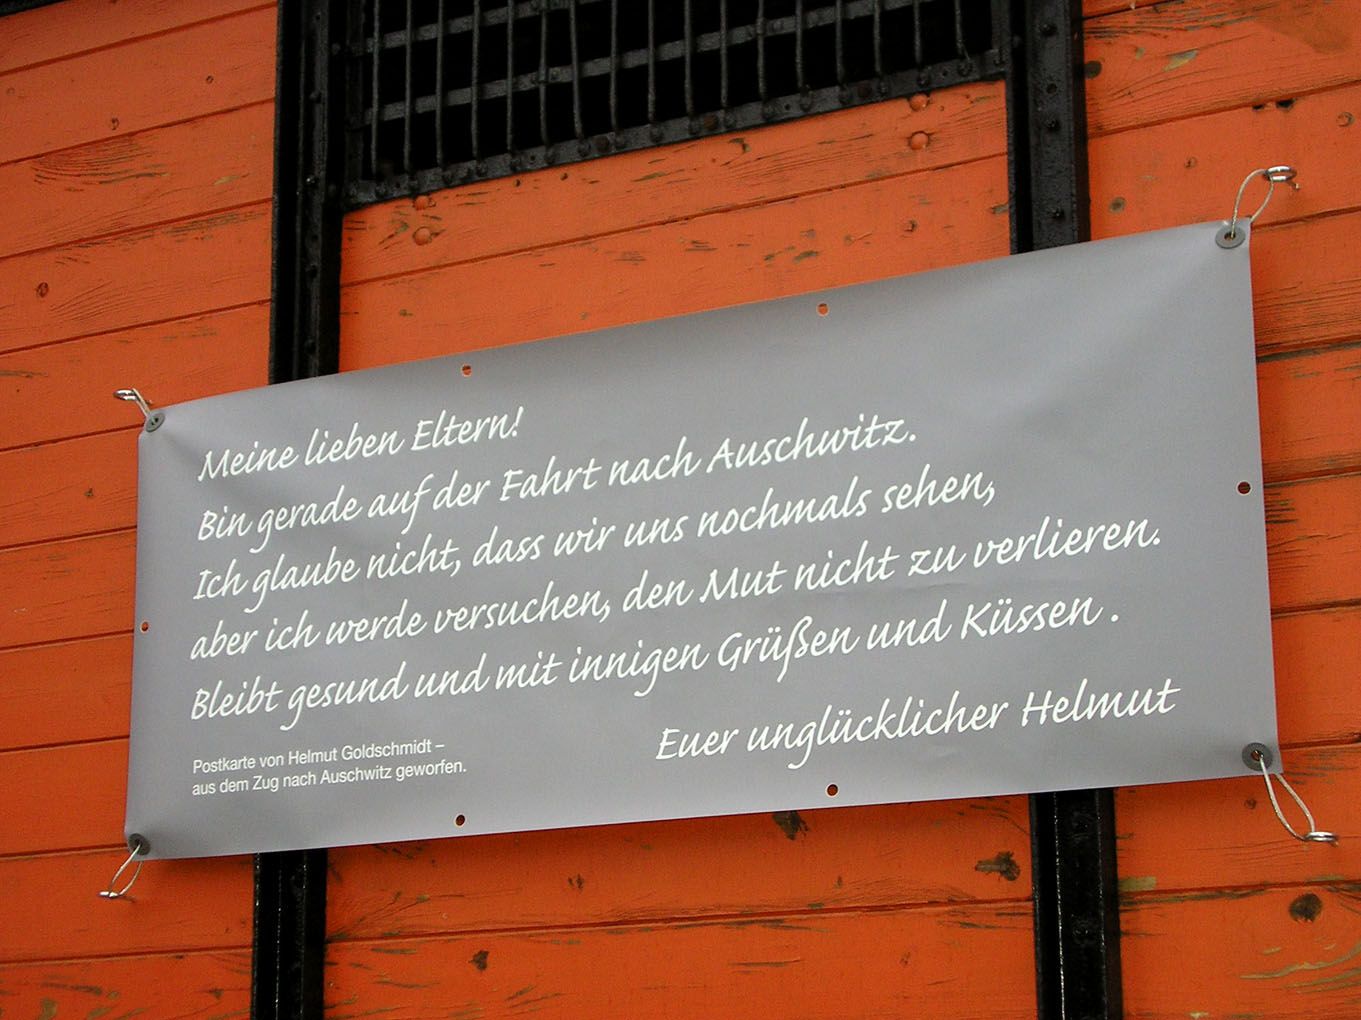 Meine lieben Eltern!
Bin gerade auf der Fahrt nach Auschwitz.
Ich glaube nicht, dass wir uns nochmals sehen,
aber ich werde versuchen, den Mut nicht zu verlieren.
Bleibt gesund und mit innigen Grüßen und Küssen .
Euer unglücklicher Helmut
Postkarte von Helmut Goldschmidt –
aus dem Zug nach Auschwitz geworfen.